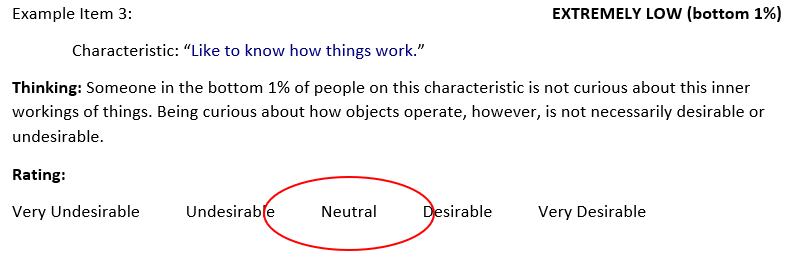 Example Item 3: EXTREMELY LOW (bottom 1%)
Characteristic: “Like to know how things work.”
Thinking: Someone in the bottom 1% of people on this characteristic is not curious about this inner
workings of things. Being curious about how objects operate, however, is not necessarily desirable or
undesirable.
Rating:
Very Undesirable Undesirable Neutral Desirable Very Desirable